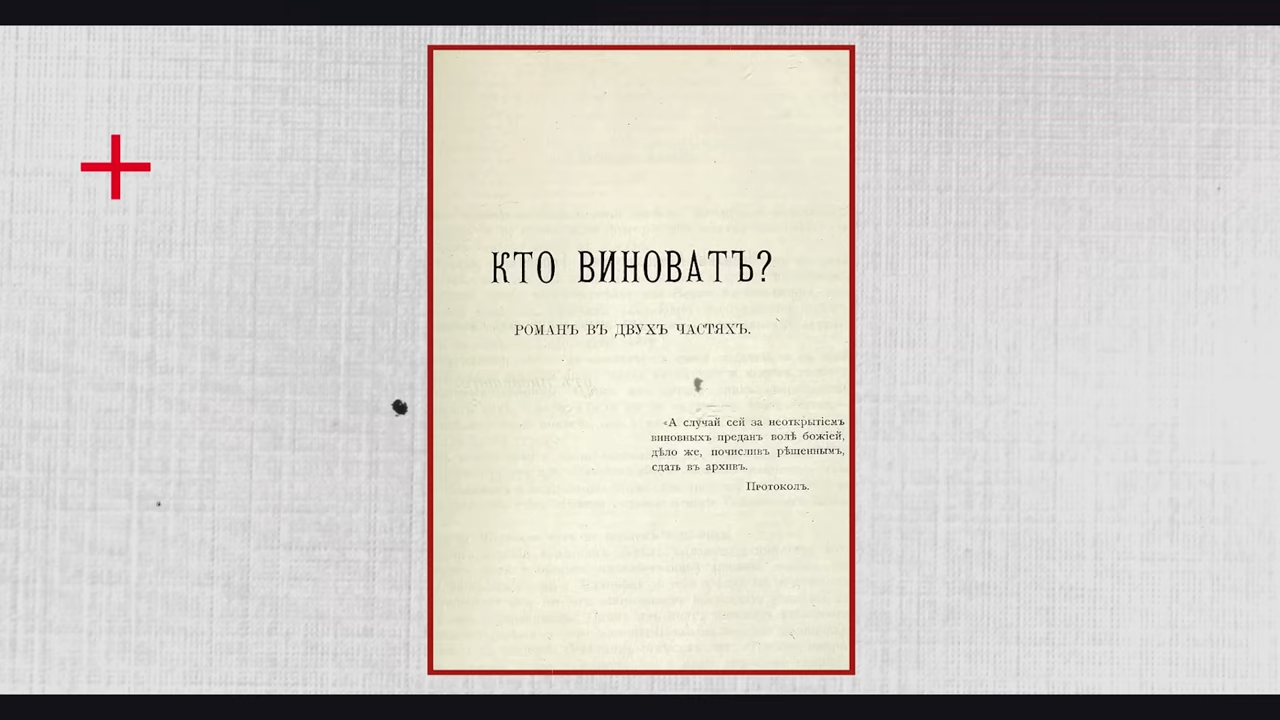 КТО ВИНОВАТЪ?
РОМАНЪ ВЪ ДВУХЪ ЧАСТЯХЪ.
«А случай сей за неоткрытіемъ
виновныхъ преданъ волѣ божіей,
дѣло же, почисливъ рѣшеннымъ,
сдать въ архивъ.
Протоколъ.